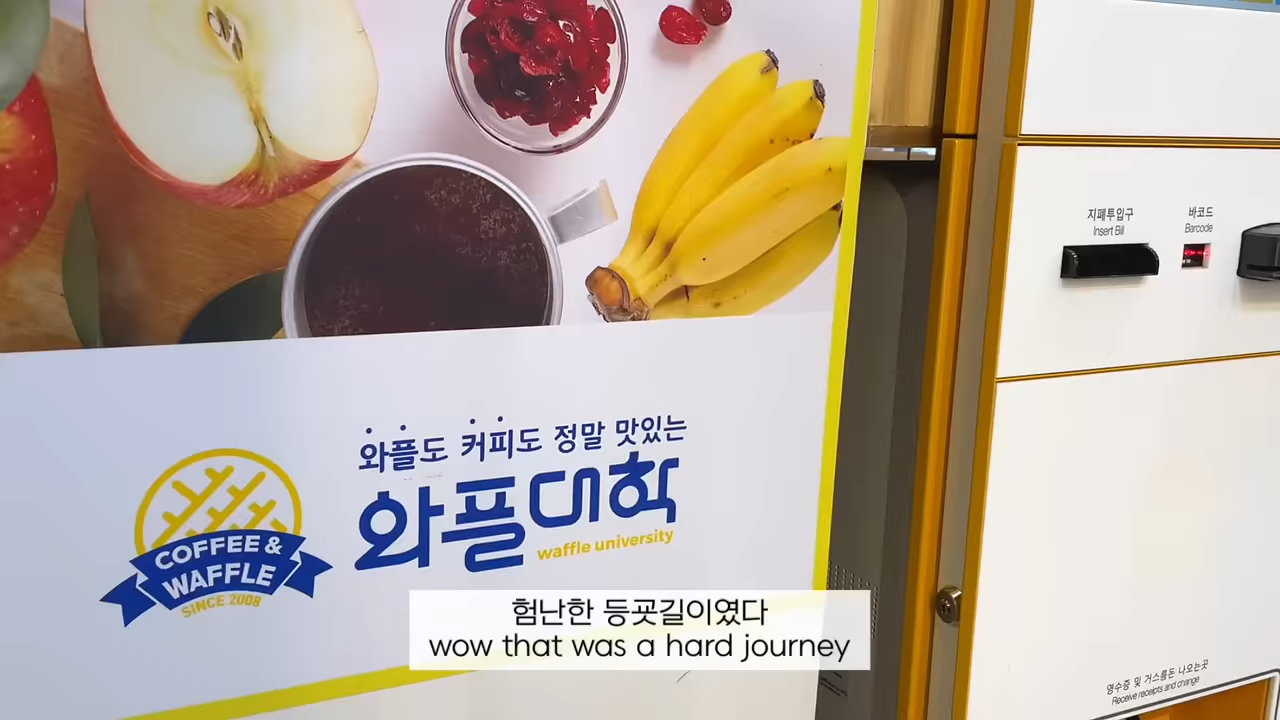 와플도 커피도 정말 맛있는
와플대학
waffle university
COFFEE &
WAFFLE
SINCE 2008
지폐투입구
Insert Bill
바코드
Barcode
영수증 및 거스름돈 나오는곳
Receive receipts and change
험난한 등굣길이였다
wow that was a hard journey